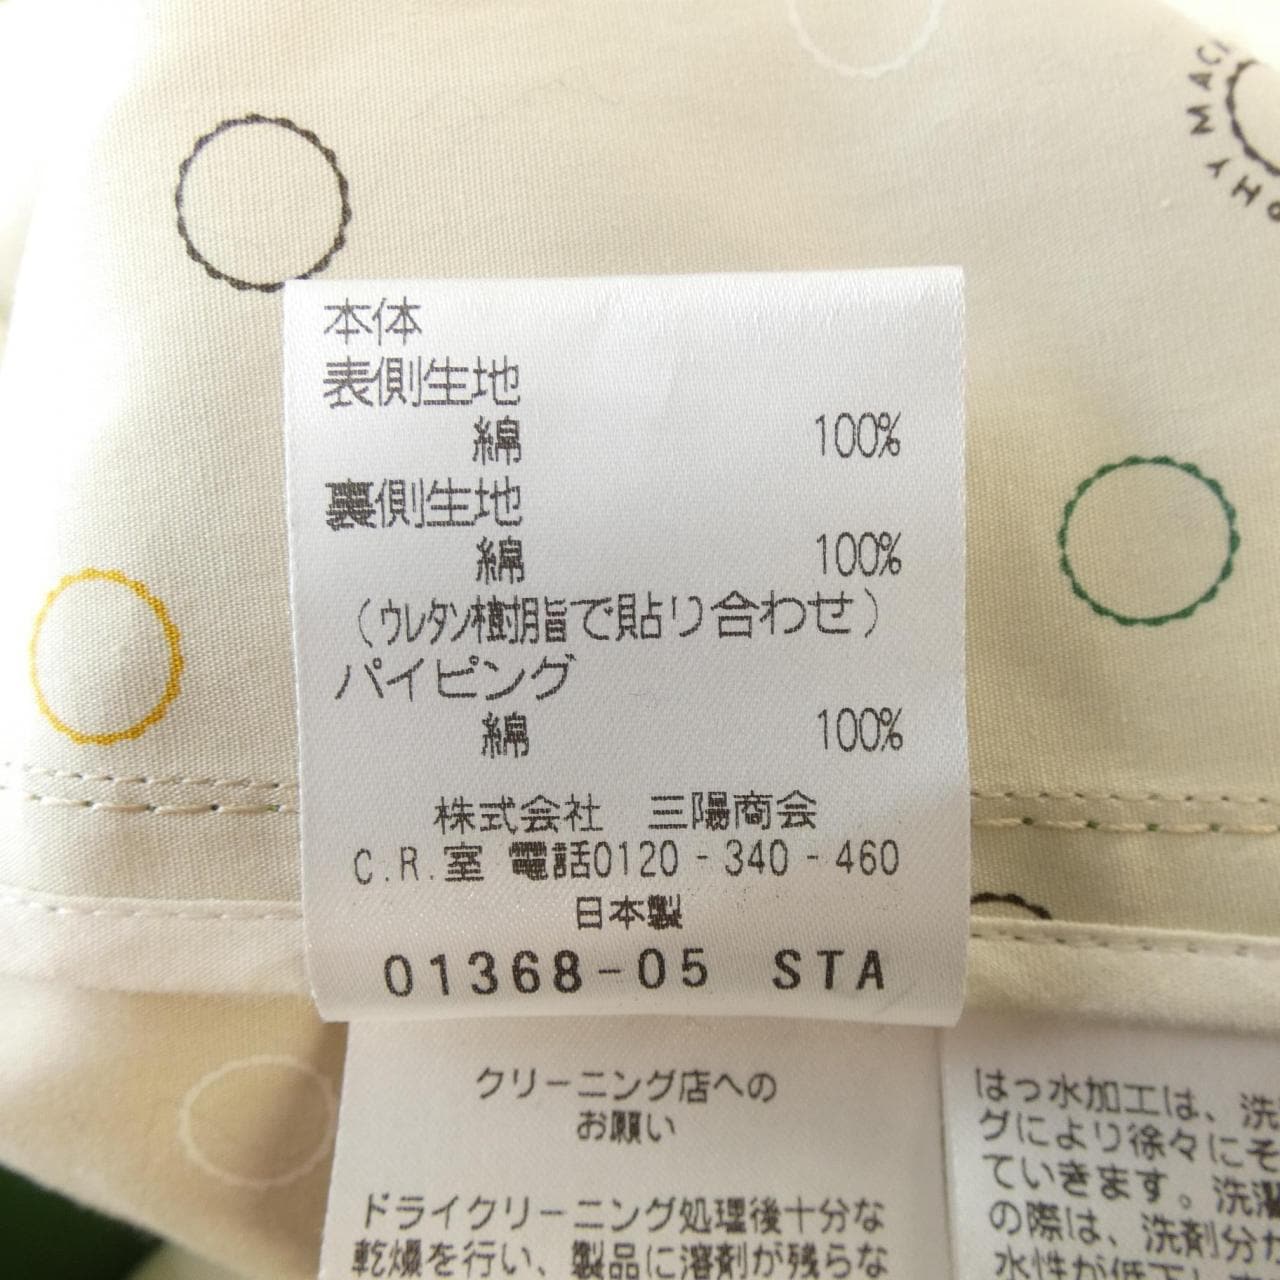 本体
表側生地
綿 100%
裏側生地
綿 100%
(ウレタン樹脂で貼り合わせ)
パイピング
綿 100%
株式会社 三陽商会
C.R.室 電話0120-340-460
日本製
01368-05 STA
クリーニング店への
お願い
ドライクリーニング処理後十分な
乾燥を行い、製品に溶剤が残らな
はっ水加工は、洗
グにより徐々にそ
ていきます。洗濯
の際は、洗剤分が
水性が低下し
HY MAC